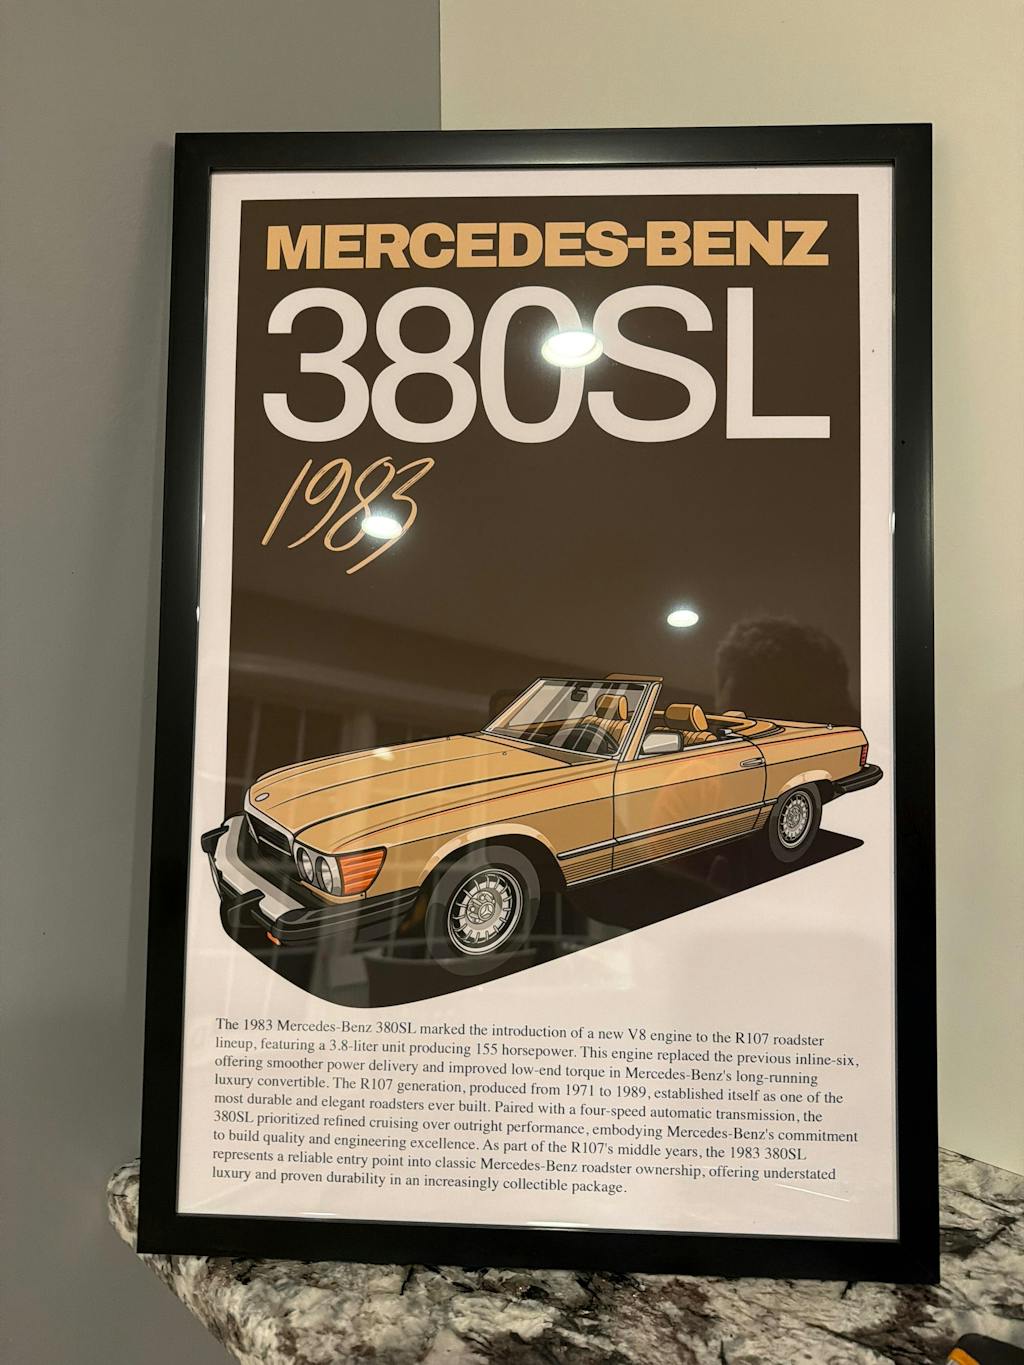 MERCEDES-BENZ
380SL
1983
The 1983 Mercedes-Benz 380SL marked the introduction of a new V8 engine to the R107 roadster
lineup, featuring a 3.8-liter unit producing 155 horsepower. This engine replaced the previous inline-six,
offering smoother power delivery and improved low-end torque in Mercedes-Benz's long-running
luxury convertible. The R107 generation, produced from 1971 to 1989, established itself as one of the
most durable and elegant roadsters ever built. Paired with a four-speed automatic transmission, the
380SL prioritized refined cruising over outright performance, embodying Mercedes-Benz's commitment
to build quality and engineering excellence. As part of the R107's middle years, the 1983 380SL
represents a reliable entry point into classic Mercedes-Benz roadster ownership, offering understated
luxury and proven durability in an increasingly collectible package.